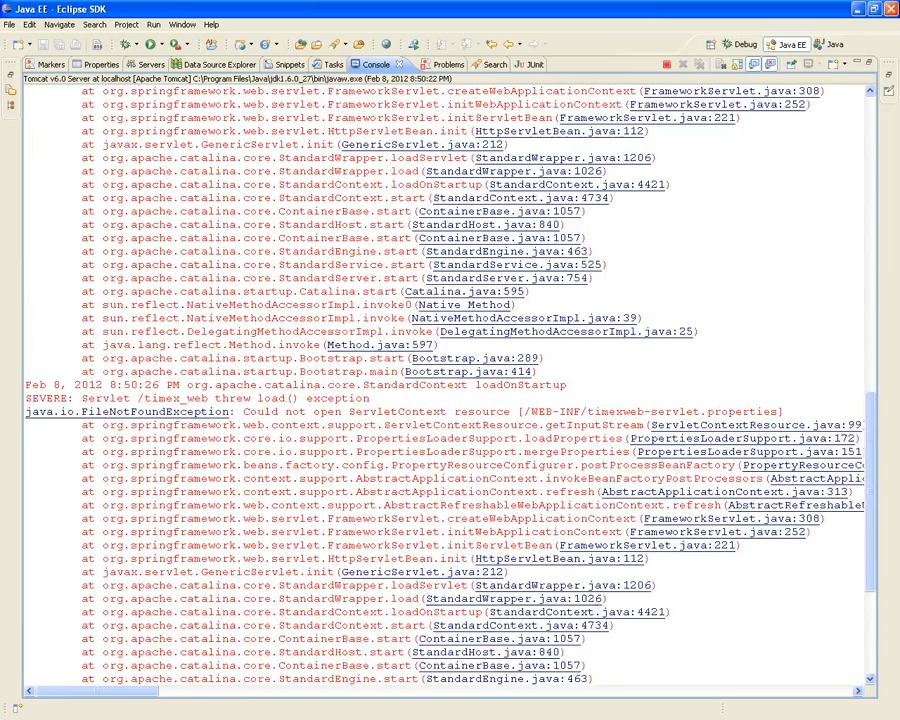 Java EE - Eclipse SDK
File Edit Navigate Search Project Run Window Help
Debug Java EE Java
Markers Properties Servers Data Source Explorer Snippets Tasks Console Problems Search JUnit
Tomcat v6.0 Server at localhost [Apache Tomcat] C:\Program Files\Java\jdk1.6.0_27\bin\javaw.exe (Feb 8, 2012 8:50:22 PM)
at org.springframework.web.servlet.FrameworkServlet.createWebApplicationContext(FrameworkServlet.java:308)
at org.springframework.web.servlet.FrameworkServlet.initWebApplicationContext(FrameworkServlet.java:252)
at org.springframework.web.servlet.FrameworkServlet.initServletBean(FrameworkServlet.java:221)
at org.springframework.web.servlet.HttpServletBean.init(HttpServletBean.java:112)
at javax.servlet.GenericServlet.init(GenericServlet.java:212)
at org.apache.catalina.core.StandardWrapper.loadServlet(StandardWrapper.java:1206)
at org.apache.catalina.core.StandardWrapper.load(StandardWrapper.java:1026)
at org.apache.catalina.core.StandardContext.loadOnStartup(StandardContext.java:4421)
at org.apache.catalina.core.StandardContext.start(StandardContext.java:4734)
at org.apache.catalina.core.ContainerBase.start(ContainerBase.java:1057)
at org.apache.catalina.core.StandardHost.start(StandardHost.java:840)
at org.apache.catalina.core.ContainerBase.start(ContainerBase.java:1057)
at org.apache.catalina.core.StandardEngine.start(StandardEngine.java:463)
at org.apache.catalina.core.StandardService.start(StandardService.java:525)
at org.apache.catalina.core.StandardServer.start(StandardServer.java:754)
at org.apache.catalina.startup.Catalina.start(Catalina.java:595)
at sun.reflect.NativeMethodAccessorImpl.invoke0(Native Method)
at sun.reflect.NativeMethodAccessorImpl.invoke(NativeMethodAccessorImpl.java:39)
at sun.reflect.DelegatingMethodAccessorImpl.invoke(DelegatingMethodAccessorImpl.java:25)
at java.lang.reflect.Method.invoke(Method.java:597)
at org.apache.catalina.startup.Bootstrap.start(Bootstrap.java:289)
at org.apache.catalina.startup.Bootstrap.main(Bootstrap.java:414)
Feb 8, 2012 8:50:26 PM org.apache.catalina.core.StandardContext loadOnStartup
SEVERE: Servlet /timex_web threw load() exception
java.io.FileNotFoundException: Could not open ServletContext resource [/WEB-INF/timexweb-servlet.properties]
at org.springframework.web.context.support.ServletContextResource.getInputStream(ServletContextResource.java:99
at org.springframework.core.io.support.PropertiesLoaderSupport.loadProperties(PropertiesLoaderSupport.java:172)
at org.springframework.core.io.support.PropertiesLoaderSupport.mergeProperties(PropertiesLoaderSupport.java:151
at org.springframework.beans.factory.config.PropertyResourceConfigurer.postProcessBeanFactory(PropertyResourceCo
at org.springframework.context.support.AbstractApplicationContext.invokeBeanFactoryPostProcessors(AbstractApplic
at org.springframework.context.support.AbstractApplicationContext.refresh(AbstractApplicationContext.java:313)
at org.springframework.web.context.support.AbstractRefreshableWebApplicationContext.refresh(AbstractRefreshableW
at org.springframework.web.servlet.FrameworkServlet.createWebApplicationContext(FrameworkServlet.java:308)
at org.springframework.web.servlet.FrameworkServlet.initWebApplicationContext(FrameworkServlet.java:252)
at org.springframework.web.servlet.FrameworkServlet.initServletBean(FrameworkServlet.java:221)
at org.springframework.web.servlet.HttpServletBean.init(HttpServletBean.java:112)
at javax.servlet.GenericServlet.init(GenericServlet.java:212)
at org.apache.catalina.core.StandardWrapper.loadServlet(StandardWrapper.java:1206)
at org.apache.catalina.core.StandardWrapper.load(StandardWrapper.java:1026)
at org.apache.catalina.core.StandardContext.loadOnStartup(StandardContext.java:4421)
at org.apache.catalina.core.StandardContext.start(StandardContext.java:4734)
at org.apache.catalina.core.ContainerBase.start(ContainerBase.java:1057)
at org.apache.catalina.core.StandardHost.start(StandardHost.java:840)
at org.apache.catalina.core.ContainerBase.start(ContainerBase.java:1057)
at org.apache.catalina.core.StandardEngine.start(StandardEngine.java:463)